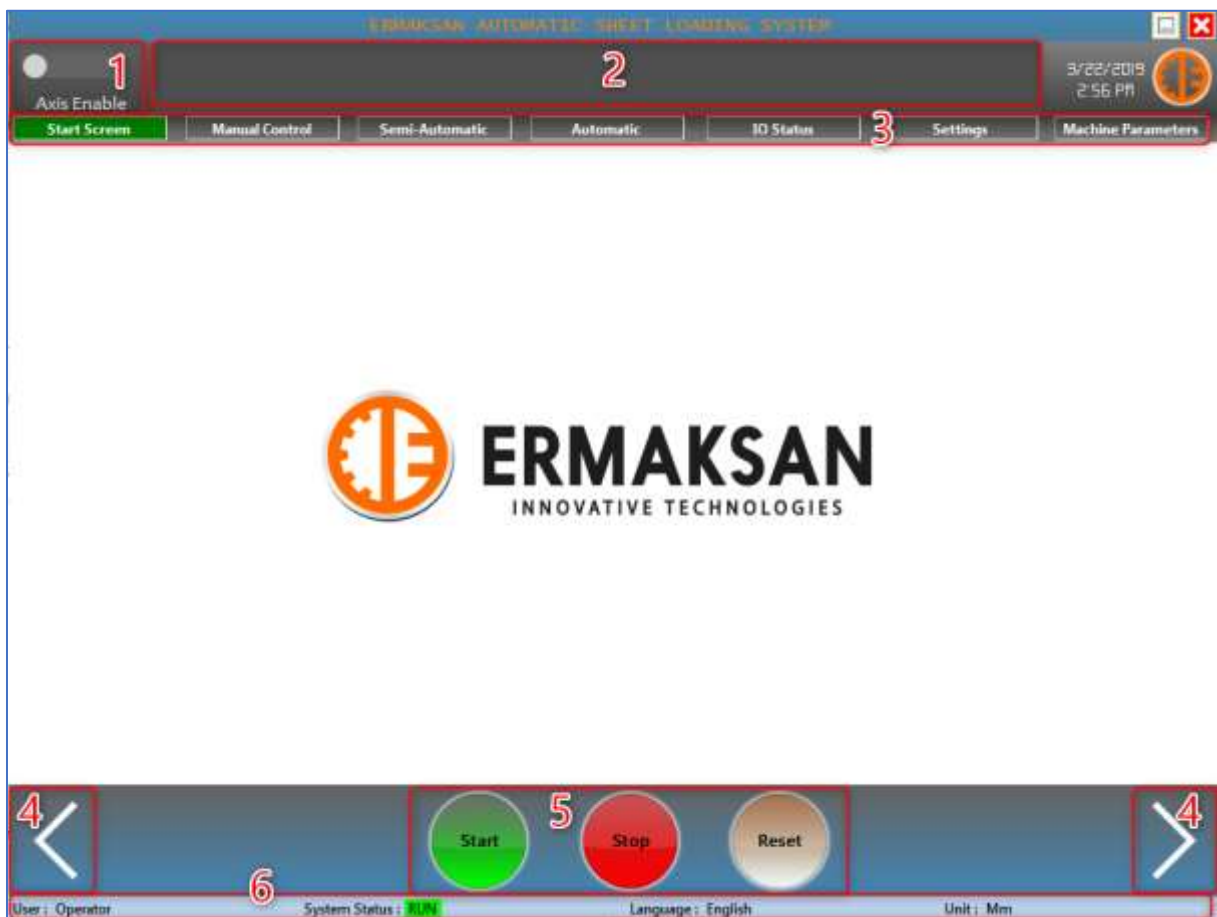 ERMAKSAN AUTOMATIC SHEET LOADING SYSTEM
1
2
3/22/2019
2:56 PM
Axis Enable
Start Screen Manual Control Semi-Automatic Automatic IO Status 3 Settings Machine Parameters
ERMAKSAN
INNOVATIVE TECHNOLOGIES
4 Start 5 Stop Reset 4
6
User : Operator System Status : RUN Language : English Unit : Mm